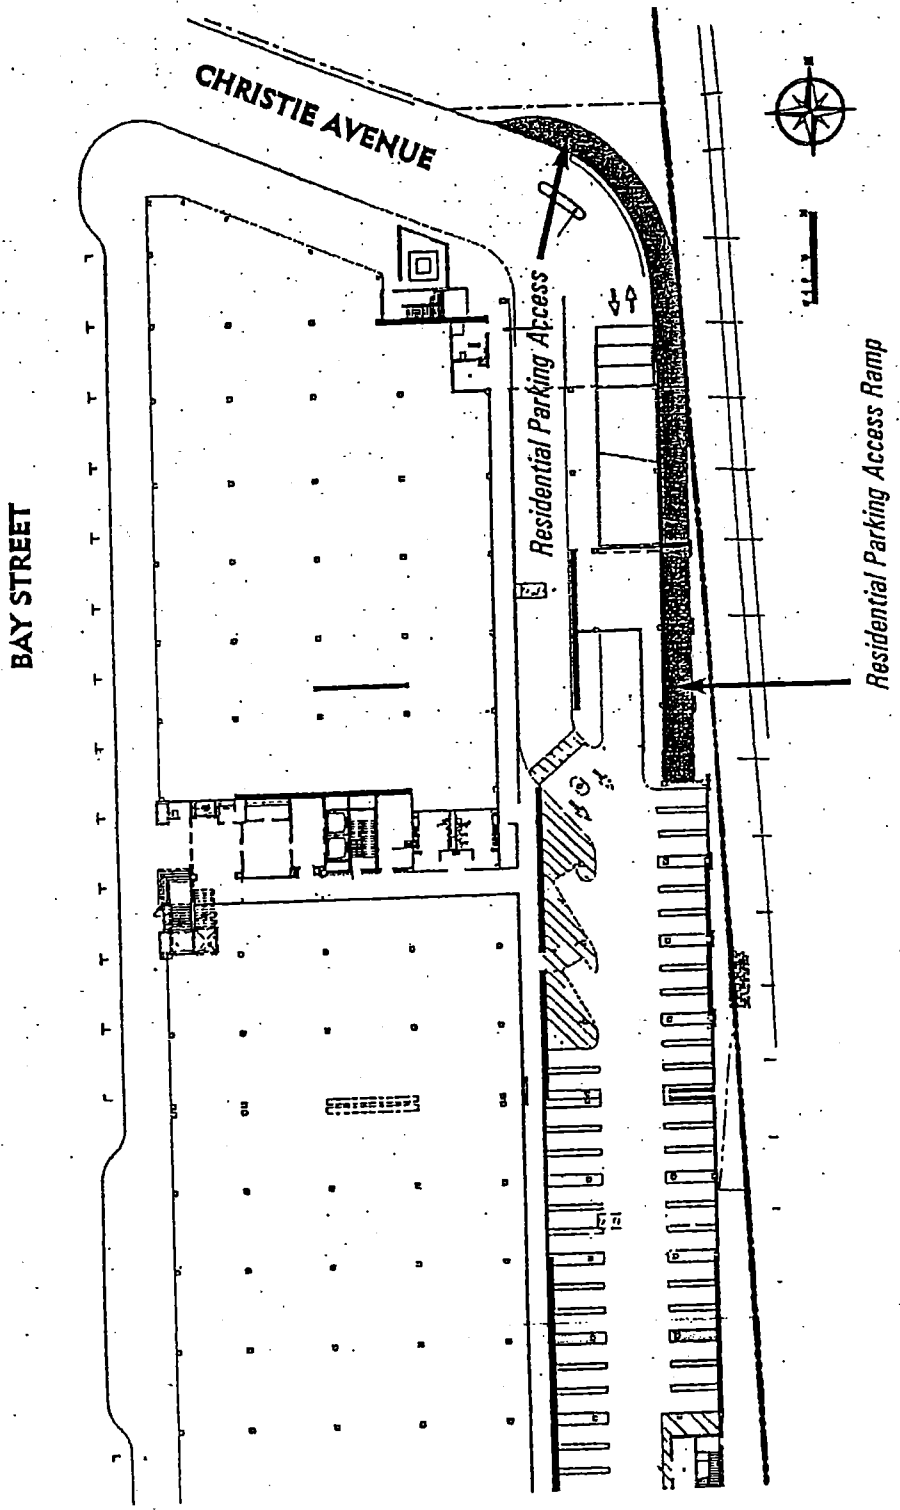 CHRISTIE AVENUE
N
BAY STREET
Residential Parking Access
Residential Parking Access Ramp